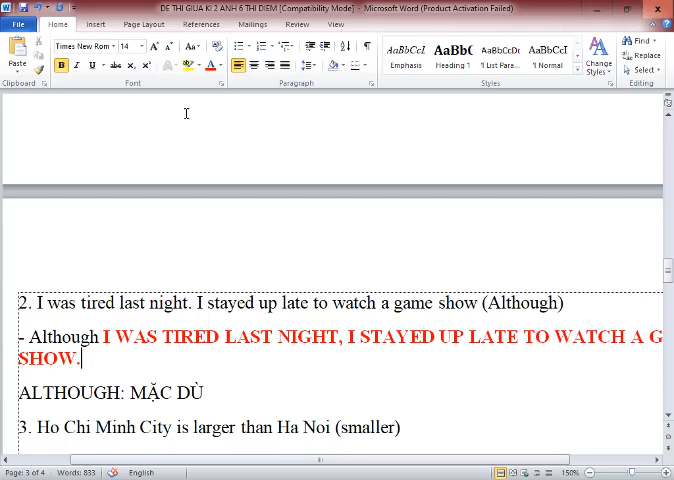 DE THI GIUA KI 2 ANH 6 THI DIEM [Compatibility Mode] - Microsoft Word (Product Activation Failed)
File Home Insert Page Layout References Mailings Review View
Times New Rom 14 Aa
AaBbCcI AaBbC AaBbCcDc AaBbCcI
Paste
B I U abc x₂ x² A
Emphasis Heading 1 ¶ List Para... ¶ Normal
Change Styles
Find
Replace
Select
Clipboard Font Paragraph Styles Editing
2. I was tired last night. I stayed up late to watch a game show (Although)
- Although I WAS TIRED LAST NIGHT, I STAYED UP LATE TO WATCH A G
SHOW.
ALTHOUGH: MẶC DÙ
3. Ho Chi Minh City is larger than Ha Noi (smaller)
Page: 3 of 4 Words: 833 English 150%